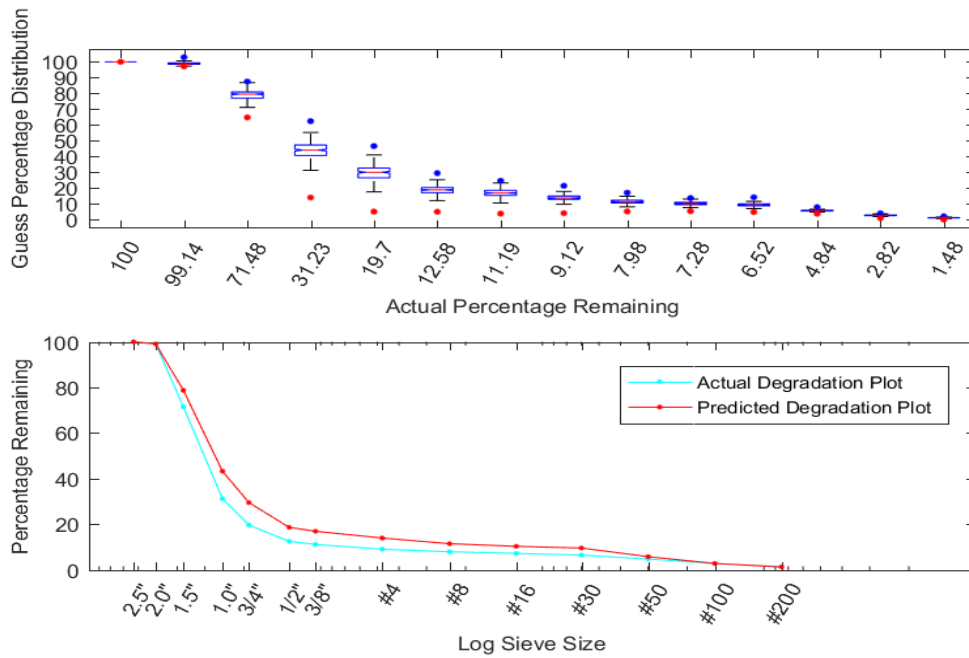 Guess Percentage Distribution
100
90
80
70
60
50
40
30
20
10
0
100 99.14 71.48 31.23 19.7 12.58 11.19 9.12 7.98 7.28 6.52 4.84 2.82 1.48
Actual Percentage Remaining
Percentage Remaining
100
80
60
40
20
0
Actual Degradation Plot
Predicted Degradation Plot
2.5" 2.0" 1.5" 1.0" 3/4" 1/2" 3/8" #4 #8 #16 #30 #50 #100 #200
Log Sieve Size